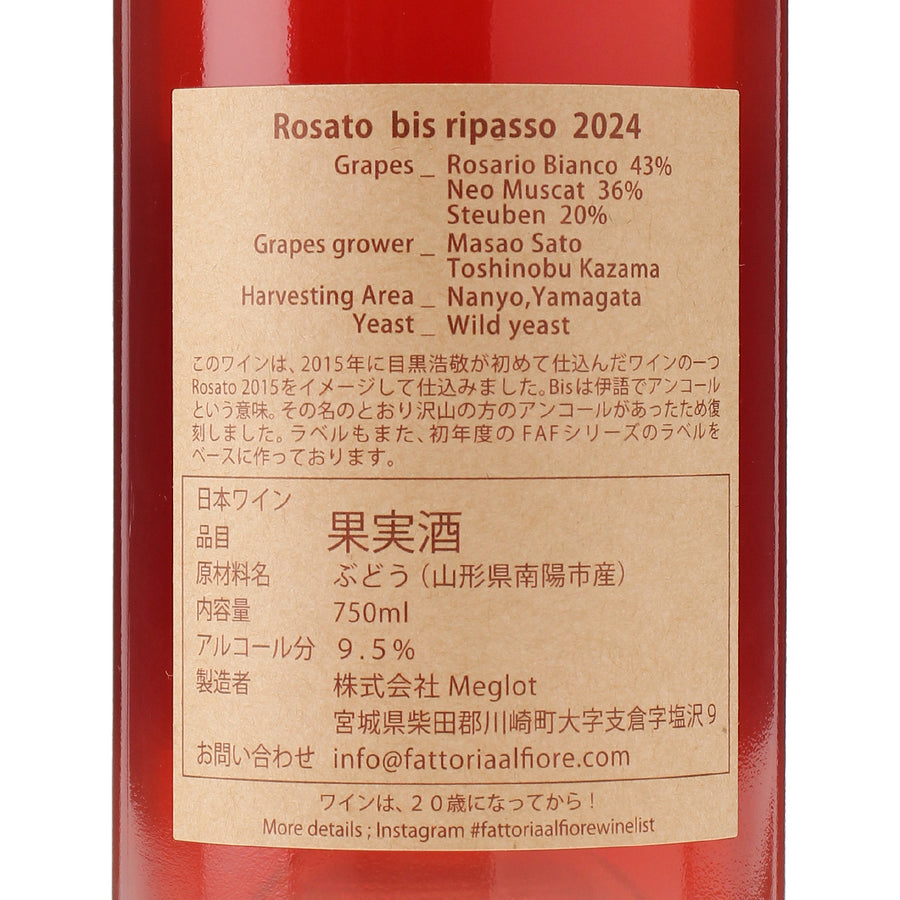 Rosato bis ripasso 2024
Grapes _ Rosario Bianco 43%
Neo Muscat 36%
Steuben 20%
Grapes grower _ Masao Sato
Toshinobu Kazama
Harvesting Area _ Nanyo,Yamagata
Yeast _ Wild yeast
このワインは、2015年に目黒浩敬が初めて仕込んだワインの一つ
Rosato 2015をイメージして仕込みました。Bisは伊語でアンコール
という意味。その名のとおり沢山の方のアンコールがあったため復
刻しました。ラベルもまた、初年度のFAFシリーズのラベルを
ベースに作っております。
日本ワイン
品目 果実酒
原材料名 ぶどう（山形県南陽市産）
内容量 750ml
アルコール分 9.5%
製造者 株式会社 Meglot
宮城県柴田郡川崎町大字支倉字塩沢9
お問い合わせ info@fattoriaalfiore.com
ワインは、２０歳になってから！
More details ; Instagram #fattoriaalfiorewinelist